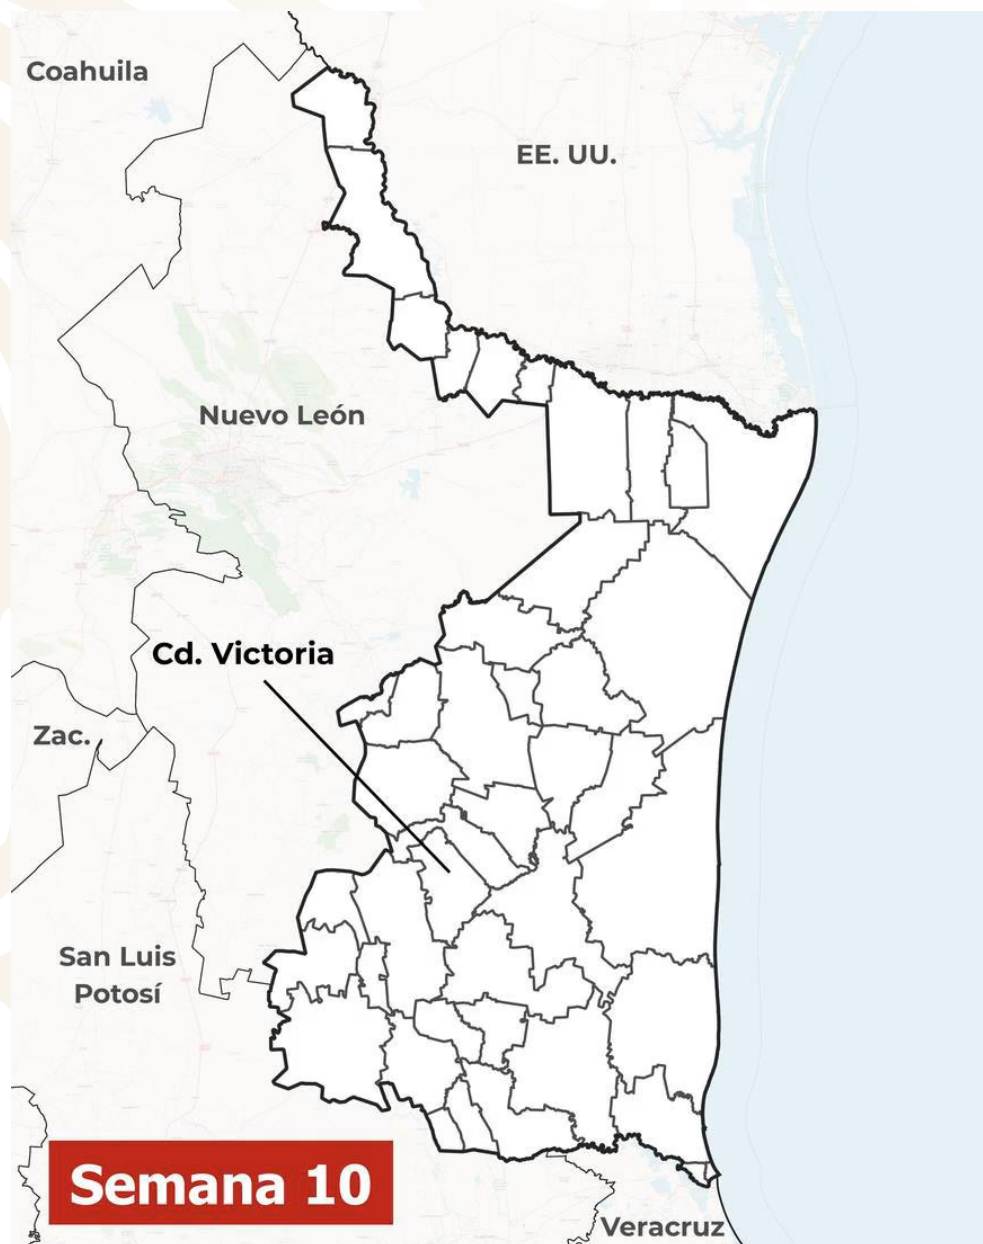 Coahuila
EE. UU.
Nuevo León
Cd. Victoria
Zac.
San Luis
Potosí
Semana 10
Veracruz